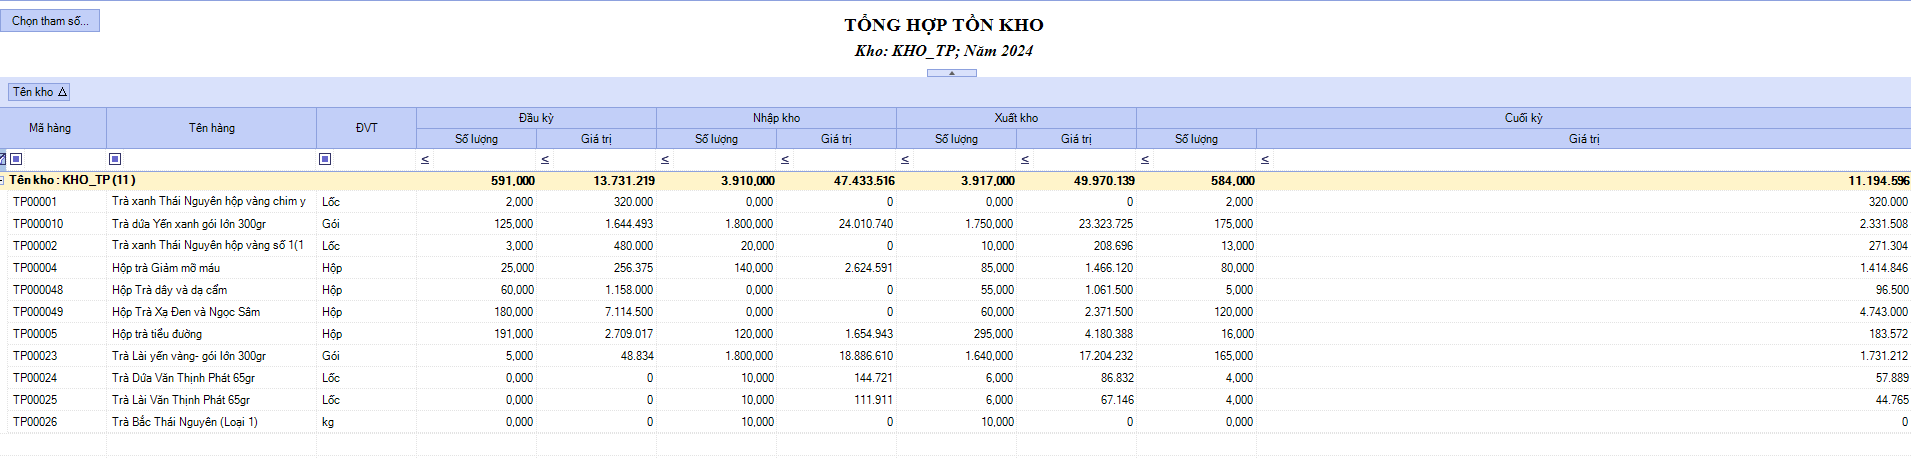 Chọn tham số...
TỔNG HỢP TỒN KHO
Kho: KHO_TP; Năm 2024
Tên kho
Mã hàng Tên hàng ĐVT Đầu kỳ Nhập kho Xuất kho Cuối kỳ
Số lượng Giá trị Số lượng Giá trị Số lượng Giá trị Số lượng Giá trị
≤ ≤ ≤ ≤ ≤ ≤ ≤ ≤
Tên kho : KHO_TP (11 ) 591,000 13.731.219 3.910,000 47.433.516 3.917,000 49.970.139 584,000 11.194.596
TP00001 Trà xanh Thái Nguyên hộp vàng chim y Lốc 2,000 320.000 0,000 0 0,000 0 2,000 320.000
TP000010 Trà dứa Yến xanh gói lớn 300gr Gói 125,000 1.644.493 1.800,000 24.010.740 1.750,000 23.323.725 175,000 2.331.508
TP00002 Trà xanh Thái Nguyên hộp vàng số 1(1 Lốc 3,000 480.000 20,000 0 10,000 208.696 13,000 271.304
TP00004 Hộp trà Giảm mỡ máu Hộp 25,000 256.375 140,000 2.624.591 85,000 1.466.120 80,000 1.414.846
TP000048 Hộp Trà dây và dạ cẩm Hộp 60,000 1.158.000 0,000 0 55,000 1.061.500 5,000 96.500
TP000049 Hộp Trà Xạ Đen và Ngọc Sâm Hộp 180,000 7.114.500 0,000 0 60,000 2.371.500 120,000 4.743.000
TP00005 Hộp trà tiểu đường Hộp 191,000 2.709.017 120,000 1.654.943 295,000 4.180.388 16,000 183.572
TP00023 Trà Lài yến vàng- gói lớn 300gr Gói 5,000 48.834 1.800,000 18.886.610 1.640,000 17.204.232 165,000 1.731.212
TP00024 Trà Dứa Văn Thịnh Phát 65gr Lốc 0,000 0 10,000 144.721 6,000 86.832 4,000 57.889
TP00025 Trà Lài Văn Thịnh Phát 65gr Lốc 0,000 0 10,000 111.911 6,000 67.146 4,000 44.765
TP00026 Trà Bắc Thái Nguyên (Loại 1) kg 0,000 0 10,000 0 10,000 0 0,000 0